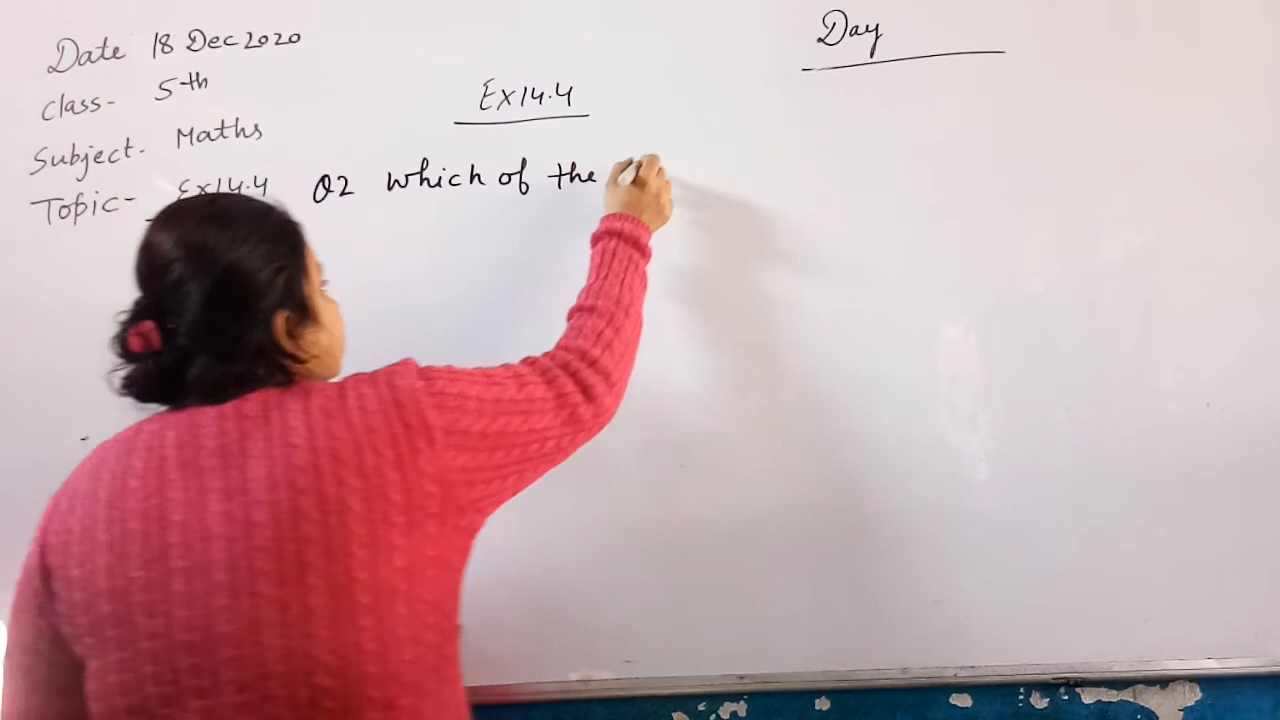 Date 18 Dec 2020
Class- 5th
Subject- Maths
Topic- Ex14.4
Day
Ex14.4
Q2 which of the